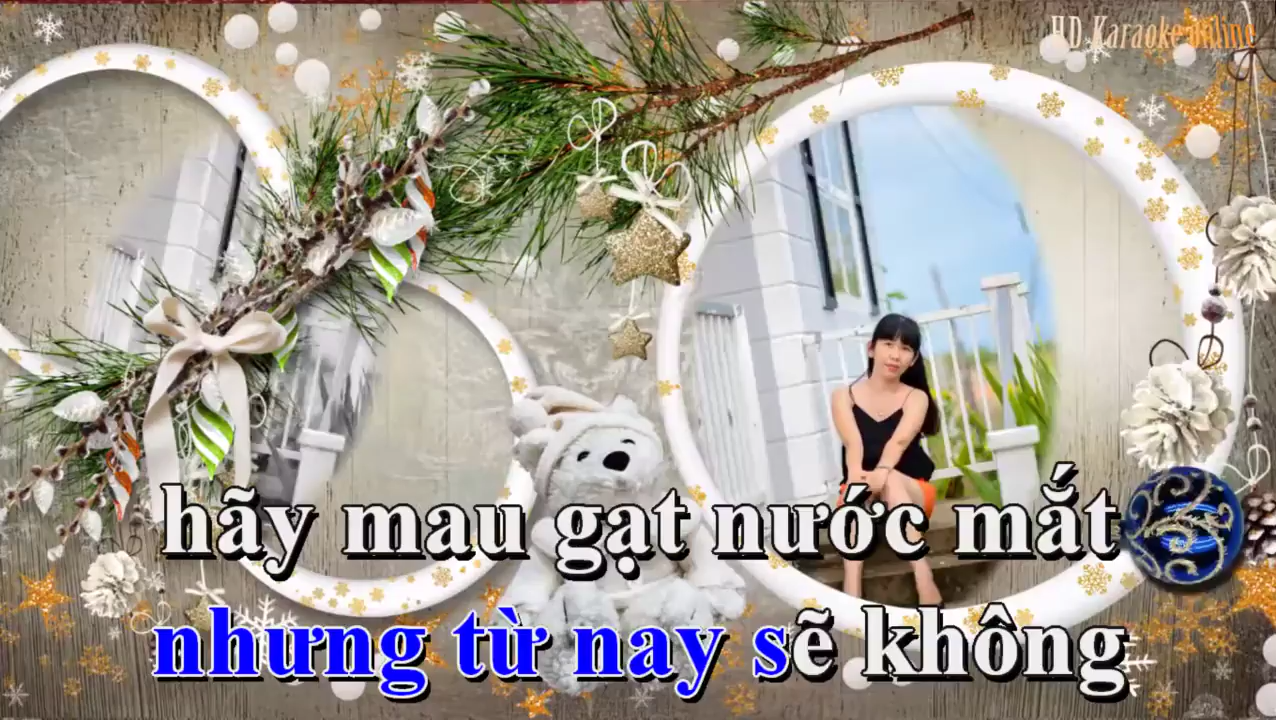 HD Karaoke online
hãy mau gạt nước mắt
nhưng từ nay sẽ không